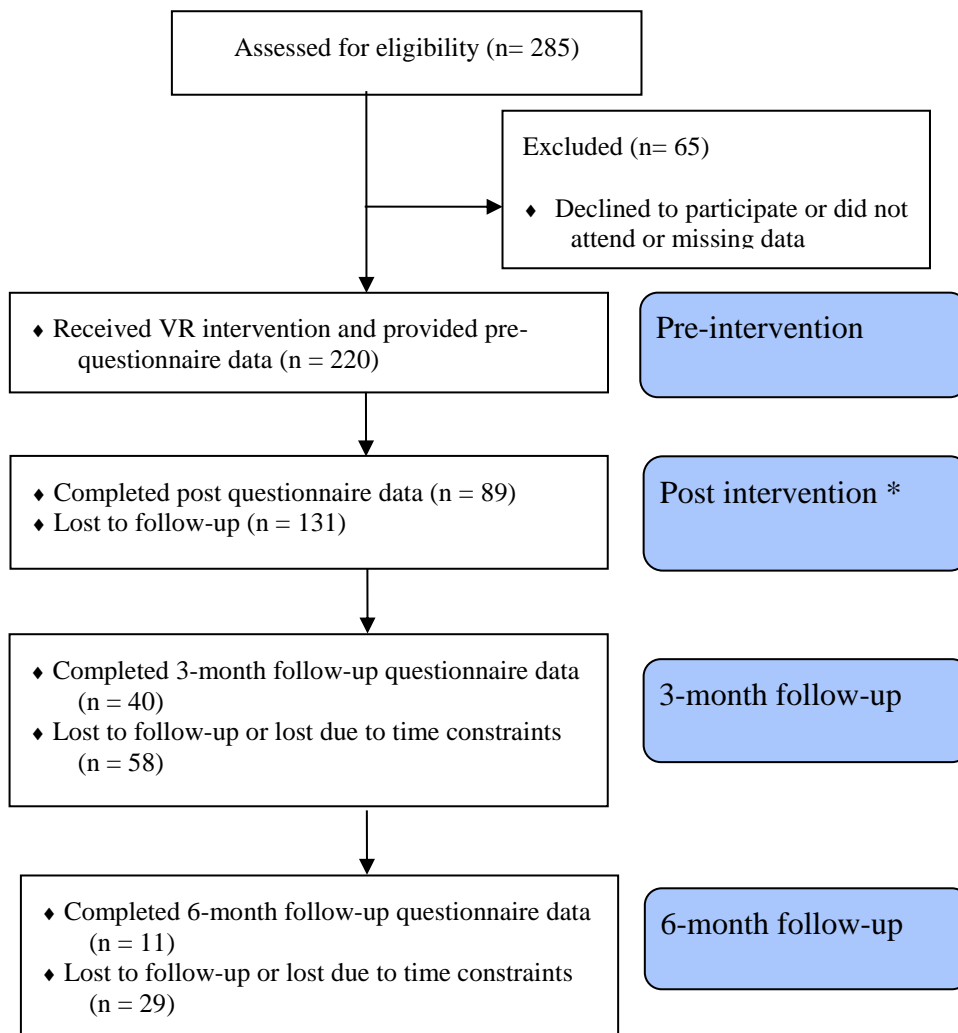 Assessed for eligibility (n= 285)
Excluded (n= 65)
♦ Declined to participate or did not
attend or missing data
♦ Received VR intervention and provided pre-
questionnaire data (n = 220)
Pre-intervention
♦ Completed post questionnaire data (n = 89)
♦ Lost to follow-up (n = 131)
Post intervention *
♦ Completed 3-month follow-up questionnaire data
(n = 40)
♦ Lost to follow-up or lost due to time constraints
(n = 58)
3-month follow-up
♦ Completed 6-month follow-up questionnaire data
(n = 11)
♦ Lost to follow-up or lost due to time constraints
(n = 29)
6-month follow-up